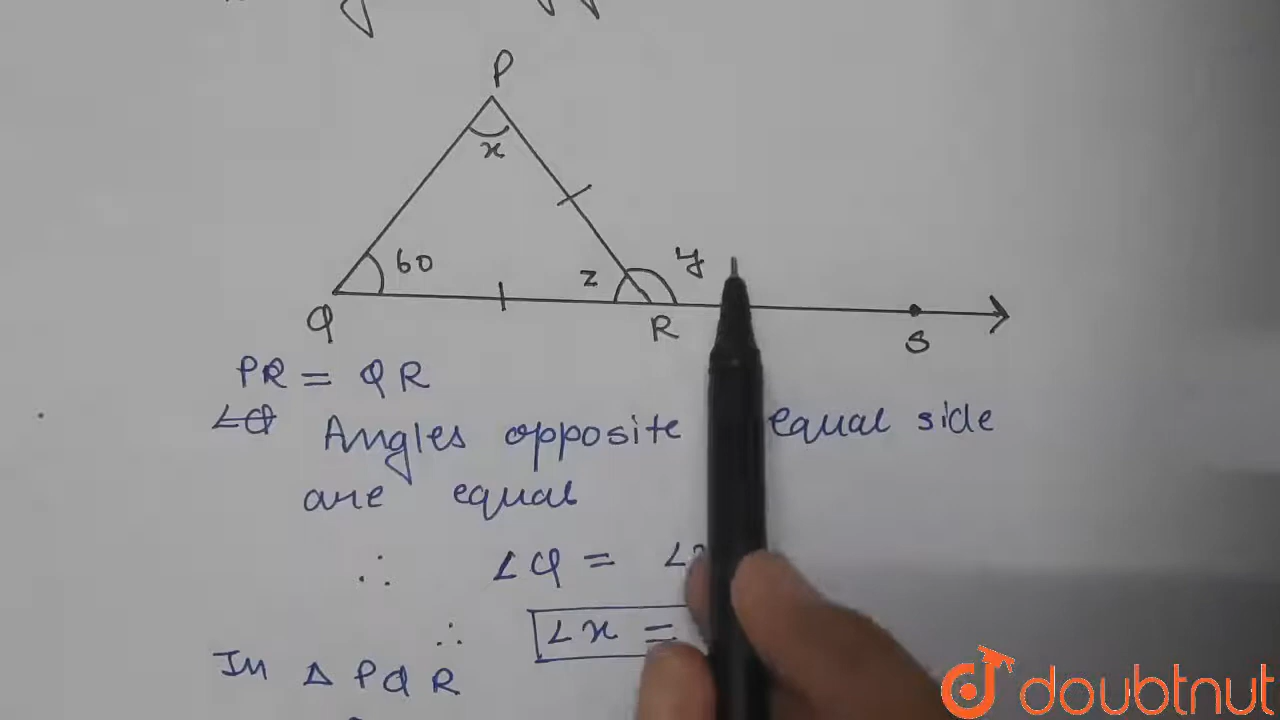 P
x
60
z
y
Q
R
S
PR = QR
Angles opposite equal side
are equal
∴ ∠Q = ∠
∴ ∠x =
In Δ PQR
doubtnut